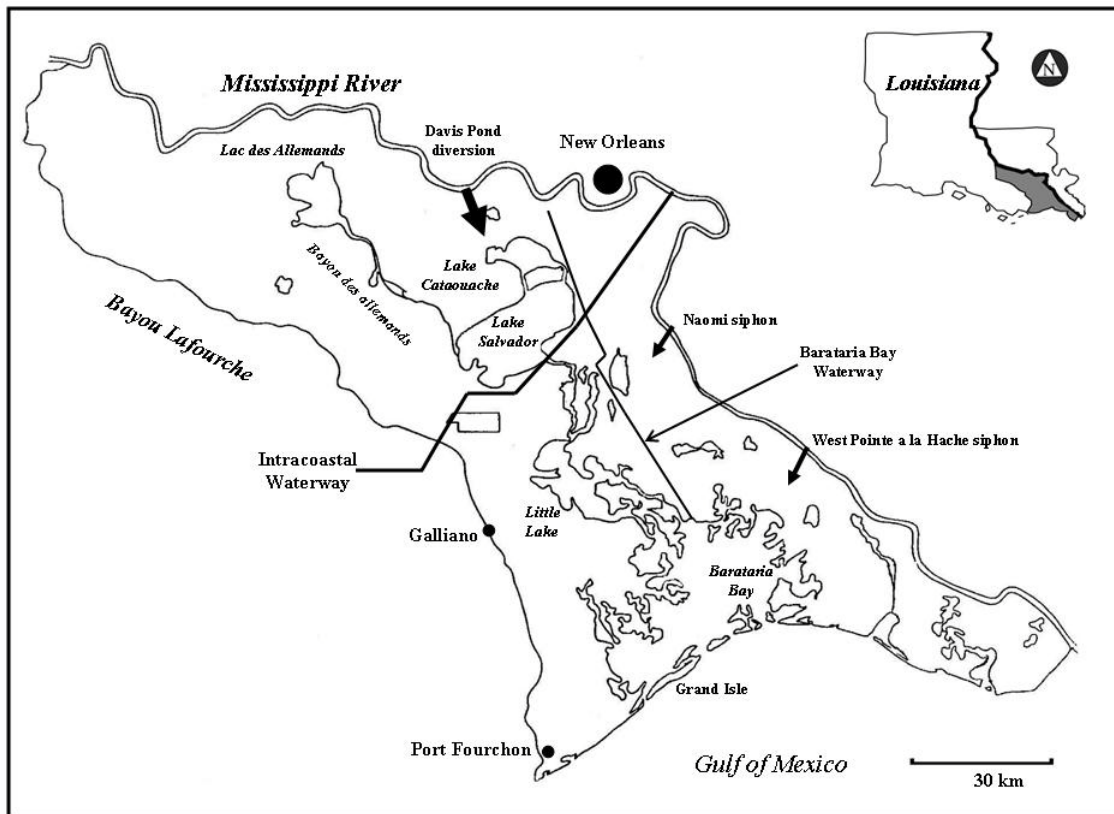 Mississippi River
Louisiana
N
Lac des Allemands
Davis Pond
diversion
New Orleans
Bayou des allemands
Lake
Cataouache
Bayou Lafourche
Lake
Salvador
Naomi siphon
Barataria Bay
Waterway
West Pointe a la Hache siphon
Intracoastal
Waterway
Little
Lake
Galliano
Barataria
Bay
Grand Isle
Port Fourchon
Gulf of Mexico
30 km